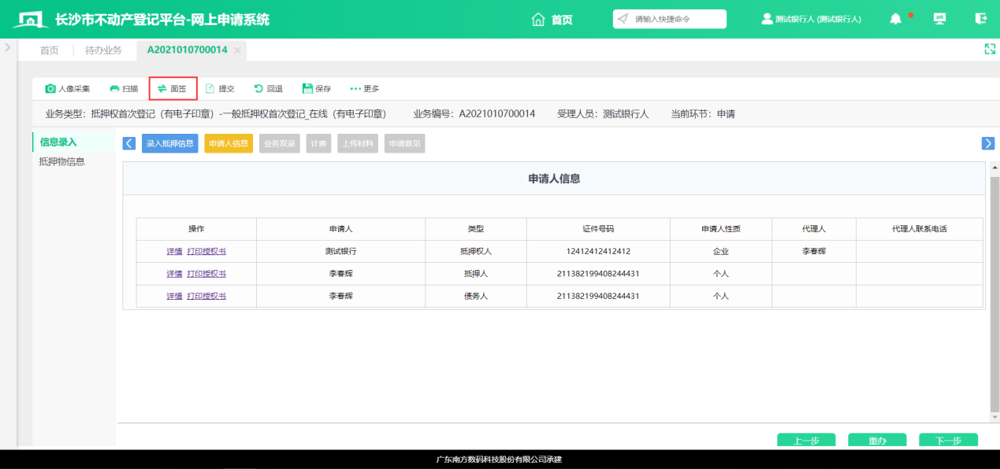 长沙市不动产登记平台-网上申请系统
首页
请输入快捷命令
测试银行人 (测试银行人)
首页 待办业务 A2021010700014
人像采集 扫描 面签 提交 回退 保存 更多
业务类型：抵押权首次登记（有电子印章）-一般抵押权首次登记_在线（有电子印章） 业务编号：A2021010700014 受理人员：测试银行人 当前环节：申请
信息录入
抵押物信息
录入抵押信息 申请人信息 业务双录 计费 上传材料 申请意见
申请人信息
操作 申请人 类型 证件号码 申请人性质 代理人 代理人联系电话
详情 打印授权书 测试银行 抵押权人 12412412412412 企业 李春辉
详情 打印授权书 李春辉 抵押人 211382199408244431 个人
详情 打印授权书 李春辉 债务人 211382199408244431 个人
上一步 重办 下一步
广东南方数码科技股份有限公司承建